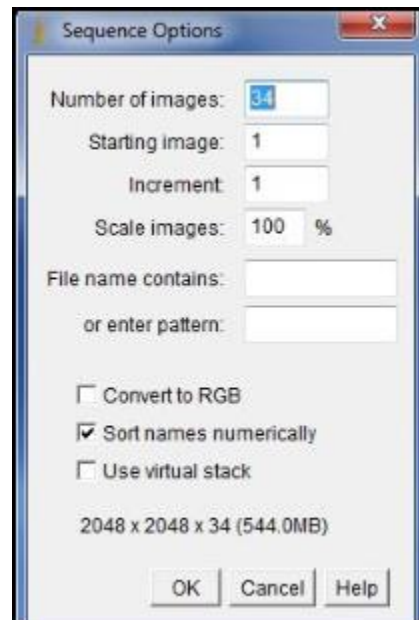 Sequence Options
Number of images: 34
Starting image: 1
Increment: 1
Scale images: 100 %
File name contains:
or enter pattern:
Convert to RGB
Sort names numerically
Use virtual stack
2048 x 2048 x 34 (544.0MB)
OK Cancel Help